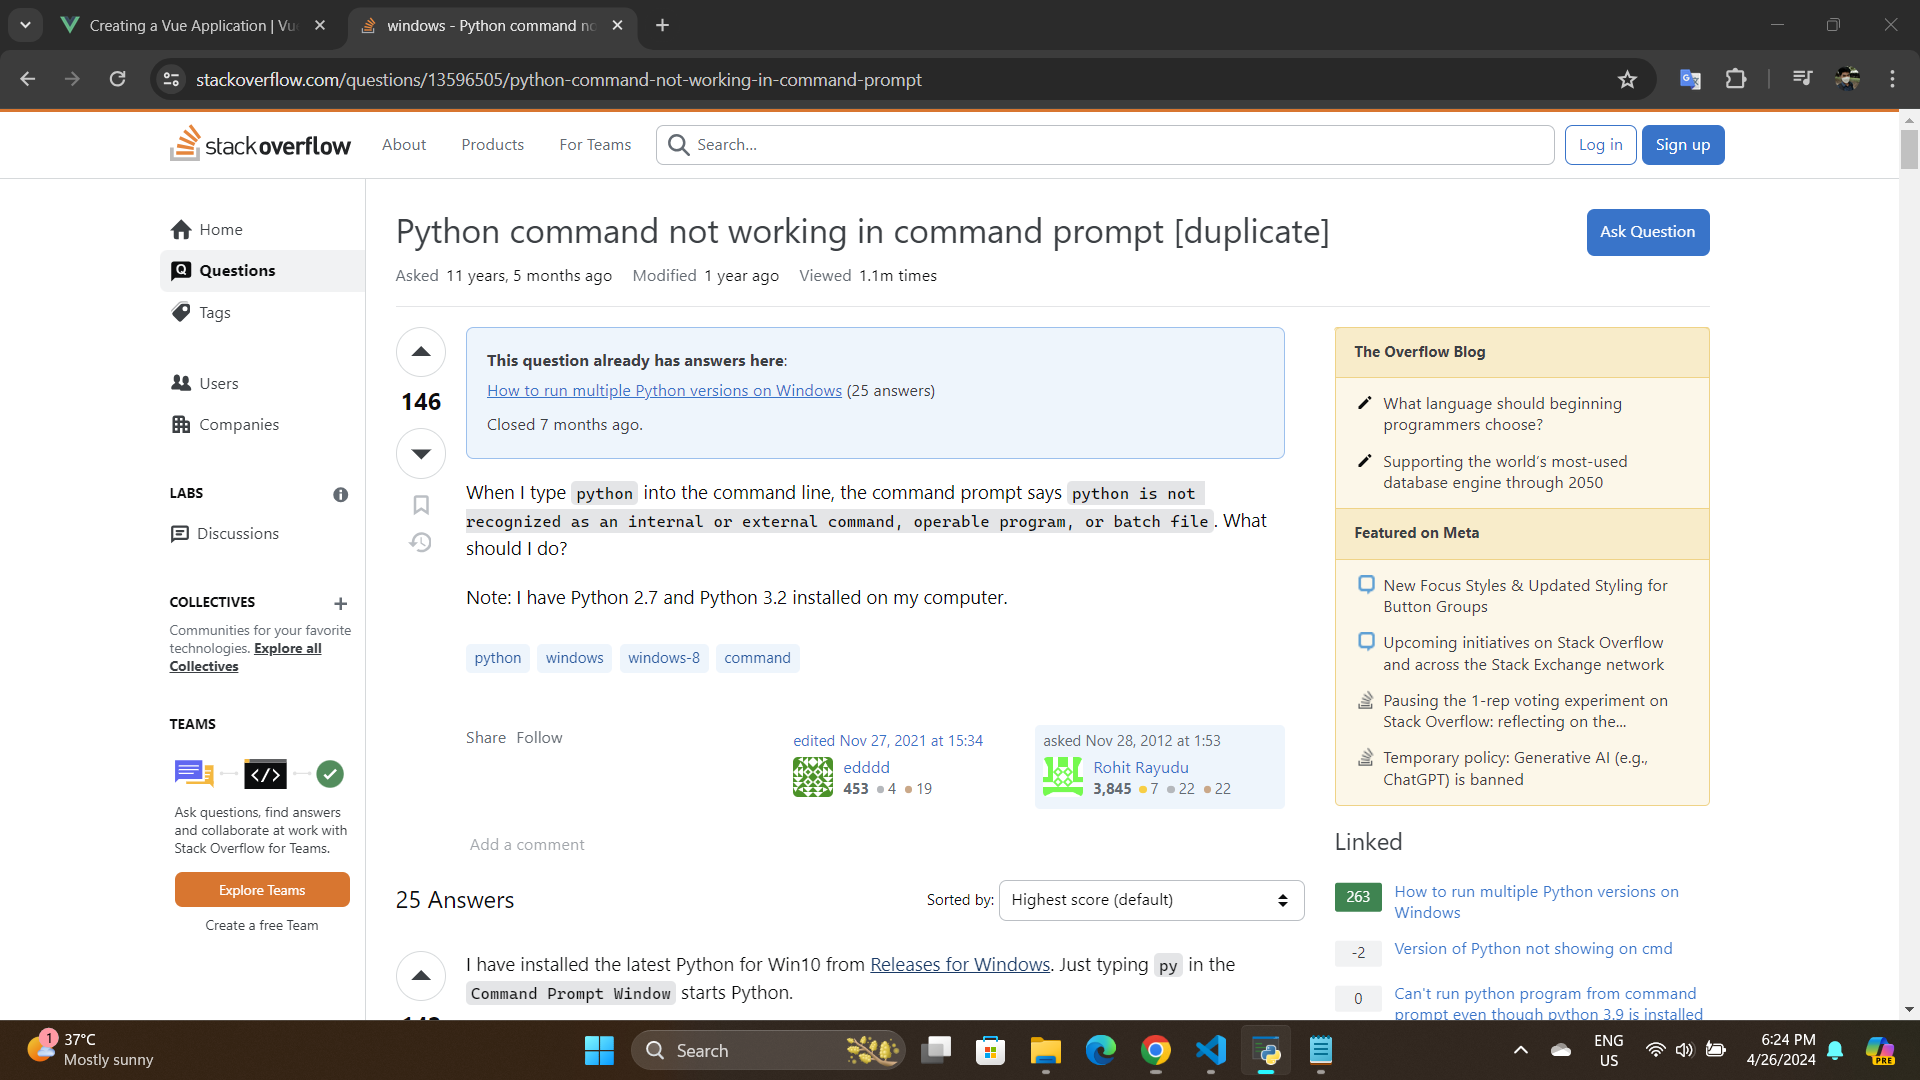 Creating a Vue Application | Vu
windows - Python command no
stackoverflow.com/questions/13596505/python-command-not-working-in-command-prompt
stackoverflow
About
Products
For Teams
Search...
Log in
Sign up
Home
Questions
Tags
Users
Companies
LABS
Discussions
COLLECTIVES
Communities for your favorite
technologies. Explore all
Collectives
TEAMS
Ask questions, find answers
and collaborate at work with
Stack Overflow for Teams.
Explore Teams
Create a free Team
Python command not working in command prompt [duplicate]
Ask Question
Asked 11 years, 5 months ago Modified 1 year ago Viewed 1.1m times
146
This question already has answers here:
How to run multiple Python versions on Windows (25 answers)
Closed 7 months ago.
When I type python into the command line, the command prompt says python is not
recognized as an internal or external command, operable program, or batch file. What
should I do?
Note: I have Python 2.7 and Python 3.2 installed on my computer.
python windows windows-8 command
Share Follow
edited Nov 27, 2021 at 15:34
edddd
453 4 19
asked Nov 28, 2012 at 1:53
Rohit Rayudu
3,845 7 22 22
Add a comment
25 Answers
Sorted by:
Highest score (default)
I have installed the latest Python for Win10 from Releases for Windows. Just typing py in the
Command Prompt Window starts Python.
The Overflow Blog
What language should beginning
programmers choose?
Supporting the world's most-used
database engine through 2050
Featured on Meta
New Focus Styles & Updated Styling for
Button Groups
Upcoming initiatives on Stack Overflow
and across the Stack Exchange network
Pausing the 1-rep voting experiment on
Stack Overflow: reflecting on the...
Temporary policy: Generative AI (e.g.,
ChatGPT) is banned
Linked
263
How to run multiple Python versions on
Windows
-2
Version of Python not showing on cmd
0
Can't run python program from command
prompt even though python 3.9 is installed
1
37°C
Mostly sunny
Search
ENG
US
6:24 PM
4/26/2024
PRE